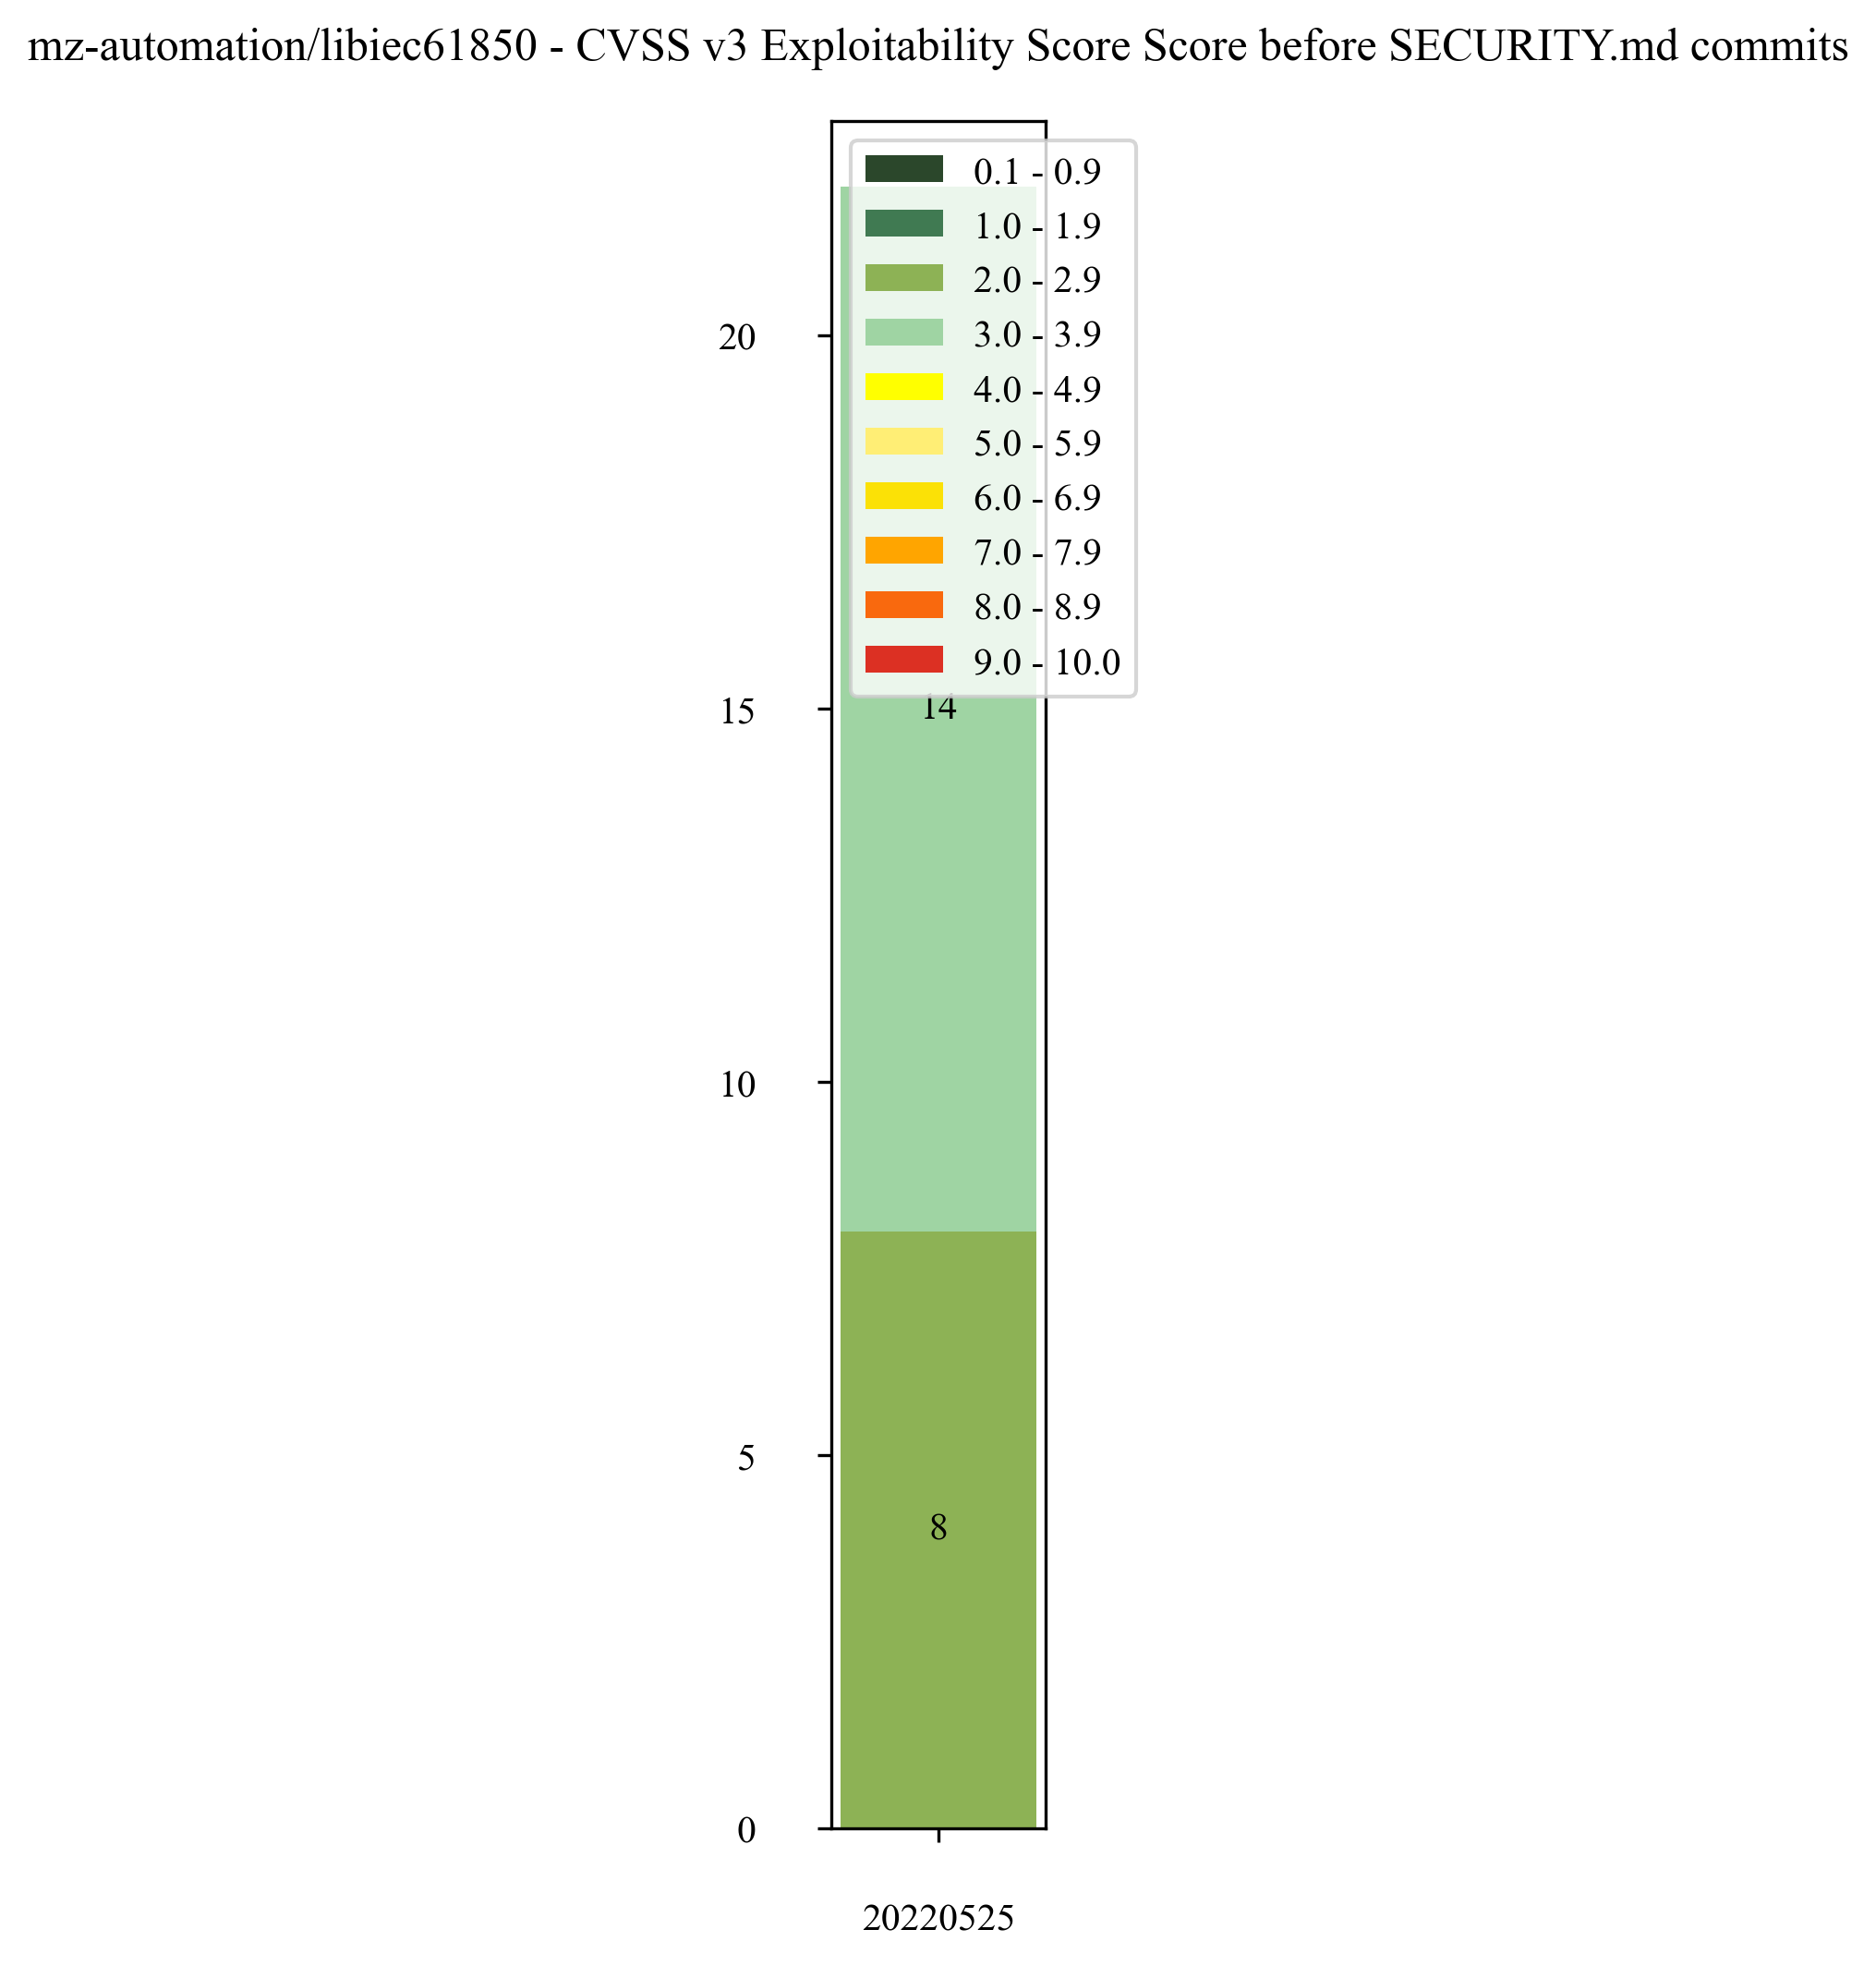 mz-automation/libiec61850 - CVSS v3 Exploitability Score Score before SECURITY.md commits
0.1 - 0.9
1.0 - 1.9
2.0 - 2.9
3.0 - 3.9
4.0 - 4.9
5.0 - 5.9
6.0 - 6.9
7.0 - 7.9
8.0 - 8.9
9.0 - 10.0
20
15
10
5
0
14
8
20220525